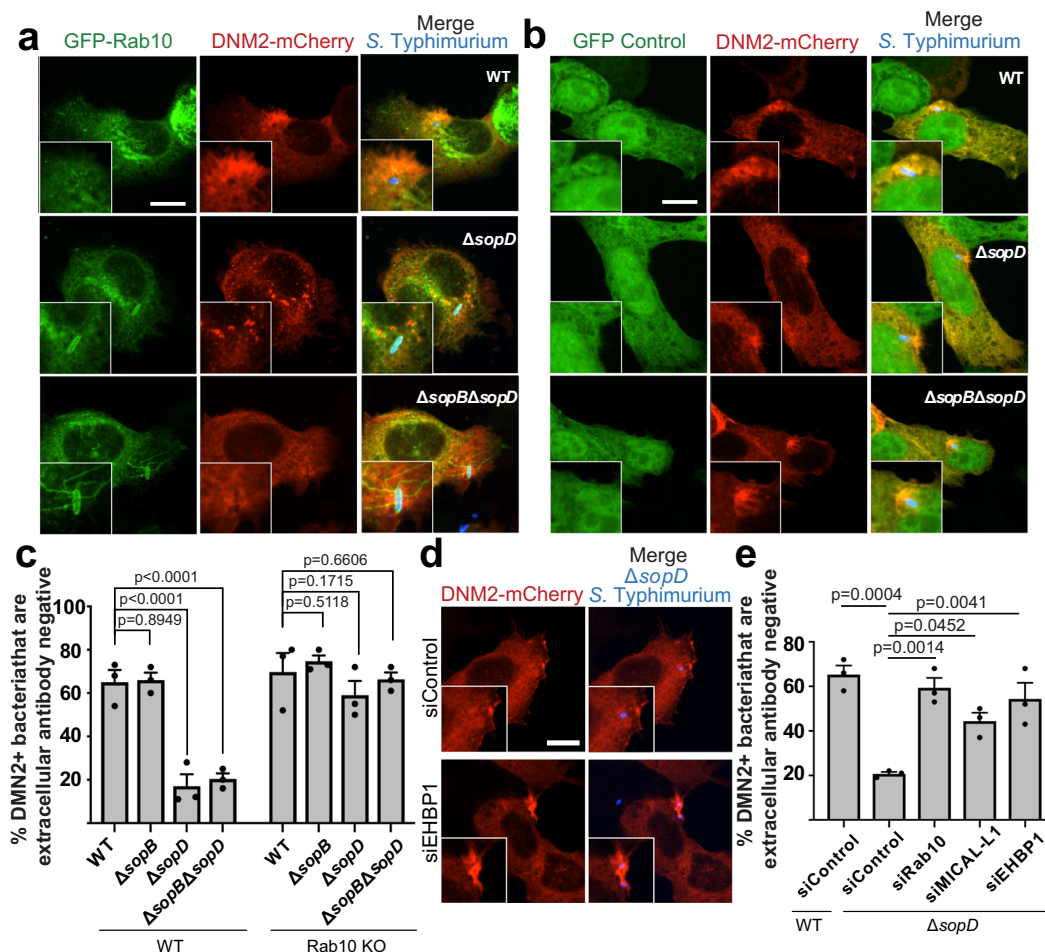 a
GFP-Rab10
DNM2-mCherry
Merge
S. Typhimurium
WT
ΔsopD
ΔsopBΔsopD
b
GFP Control
DNM2-mCherry
Merge
S. Typhimurium
WT
ΔsopD
ΔsopBΔsopD
c
% DMN2+ bacteriathat are
extracellular antibody negative
p<0.0001
p<0.0001
p=0.8949
p=0.6606
p=0.1715
p=0.5118
100
80
60
40
20
WT
ΔsopB
ΔsopD
ΔsopBΔsopD
WT
ΔsopB
ΔsopD
ΔsopBΔsopD
WT
Rab10 KO
d
DNM2-mCherry
Merge
ΔsopD
S. Typhimurium
siControl
siEHBP1
e
% DMN2+ bacteria that are
extracellular antibody negative
p=0.0004
p=0.0041
p=0.0452
p=0.0014
80
60
40
20
siControl
siControl
siRab10
siMICAL-L1
siEHBP1
WT
ΔsopD